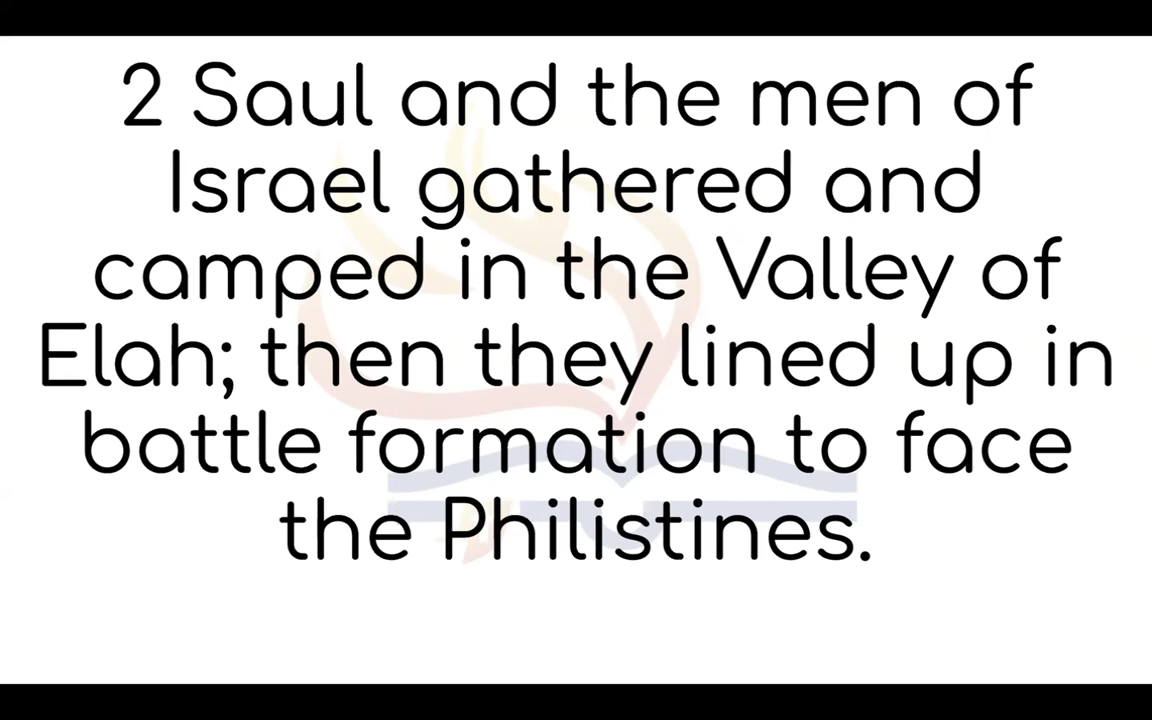 2 Saul and the men of
Israel gathered and
camped in the Valley of
Elah; then they lined up in
battle formation to face
the Philistines.